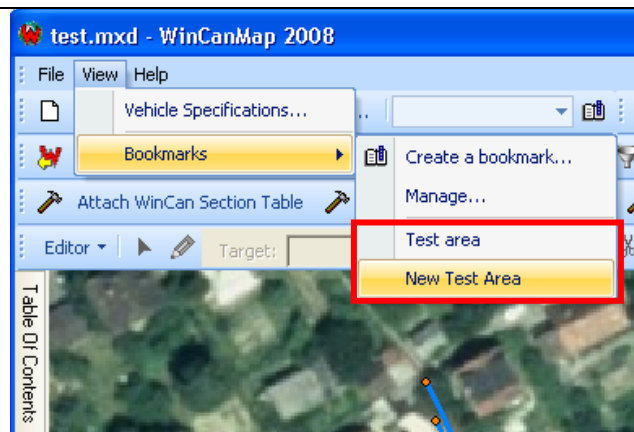 test.mxd - WinCanMap 2008
File View Help
Vehicle Specifications...
Bookmarks
Create a bookmark...
Manage...
Attach WinCan Section Table
Test area
Editor
Target:
New Test Area
Table Of Contents